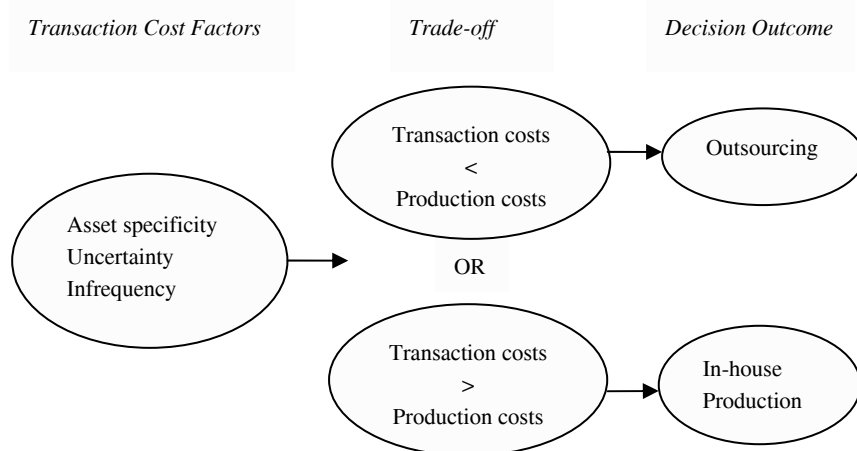 Transaction Cost Factors
Trade-off
Decision Outcome
Asset specificity
Uncertainty
Infrequency
Transaction costs
<
Production costs
OR
Transaction costs
>
Production costs
Outsourcing
In-house
Production